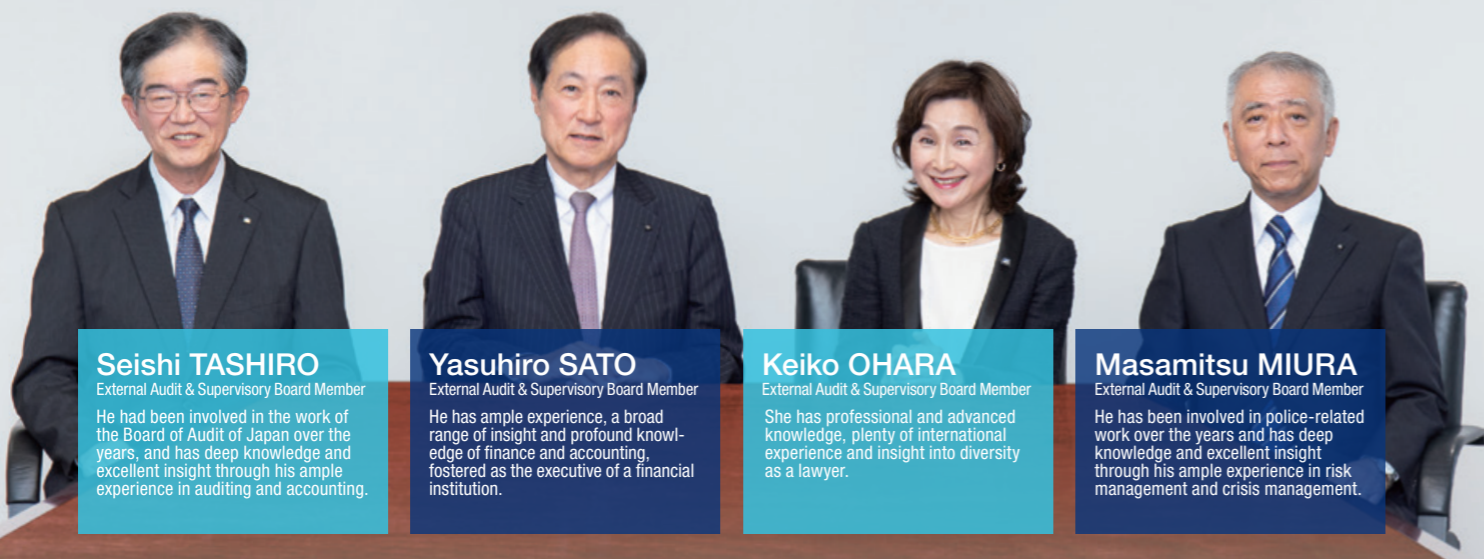 Seishi TASHIRO
External Audit & Supervisory Board Member
He had been involved in the work of
the Board of Audit of Japan over the
years, and has deep knowledge and
excellent insight through his ample
experience in auditing and accounting.
Yasuhiro SATO
External Audit & Supervisory Board Member
He has ample experience, a broad
range of insight and profound knowl-
edge of finance and accounting,
fostered as the executive of a financial
institution.
Keiko OHARA
External Audit & Supervisory Board Member
She has professional and advanced
knowledge, plenty of international
experience and insight into diversity
as a lawyer.
Masamitsu MIURA
External Audit & Supervisory Board Member
He has been involved in police-related
work over the years and has deep
knowledge and excellent insight
through his ample experience in risk
management and crisis management.